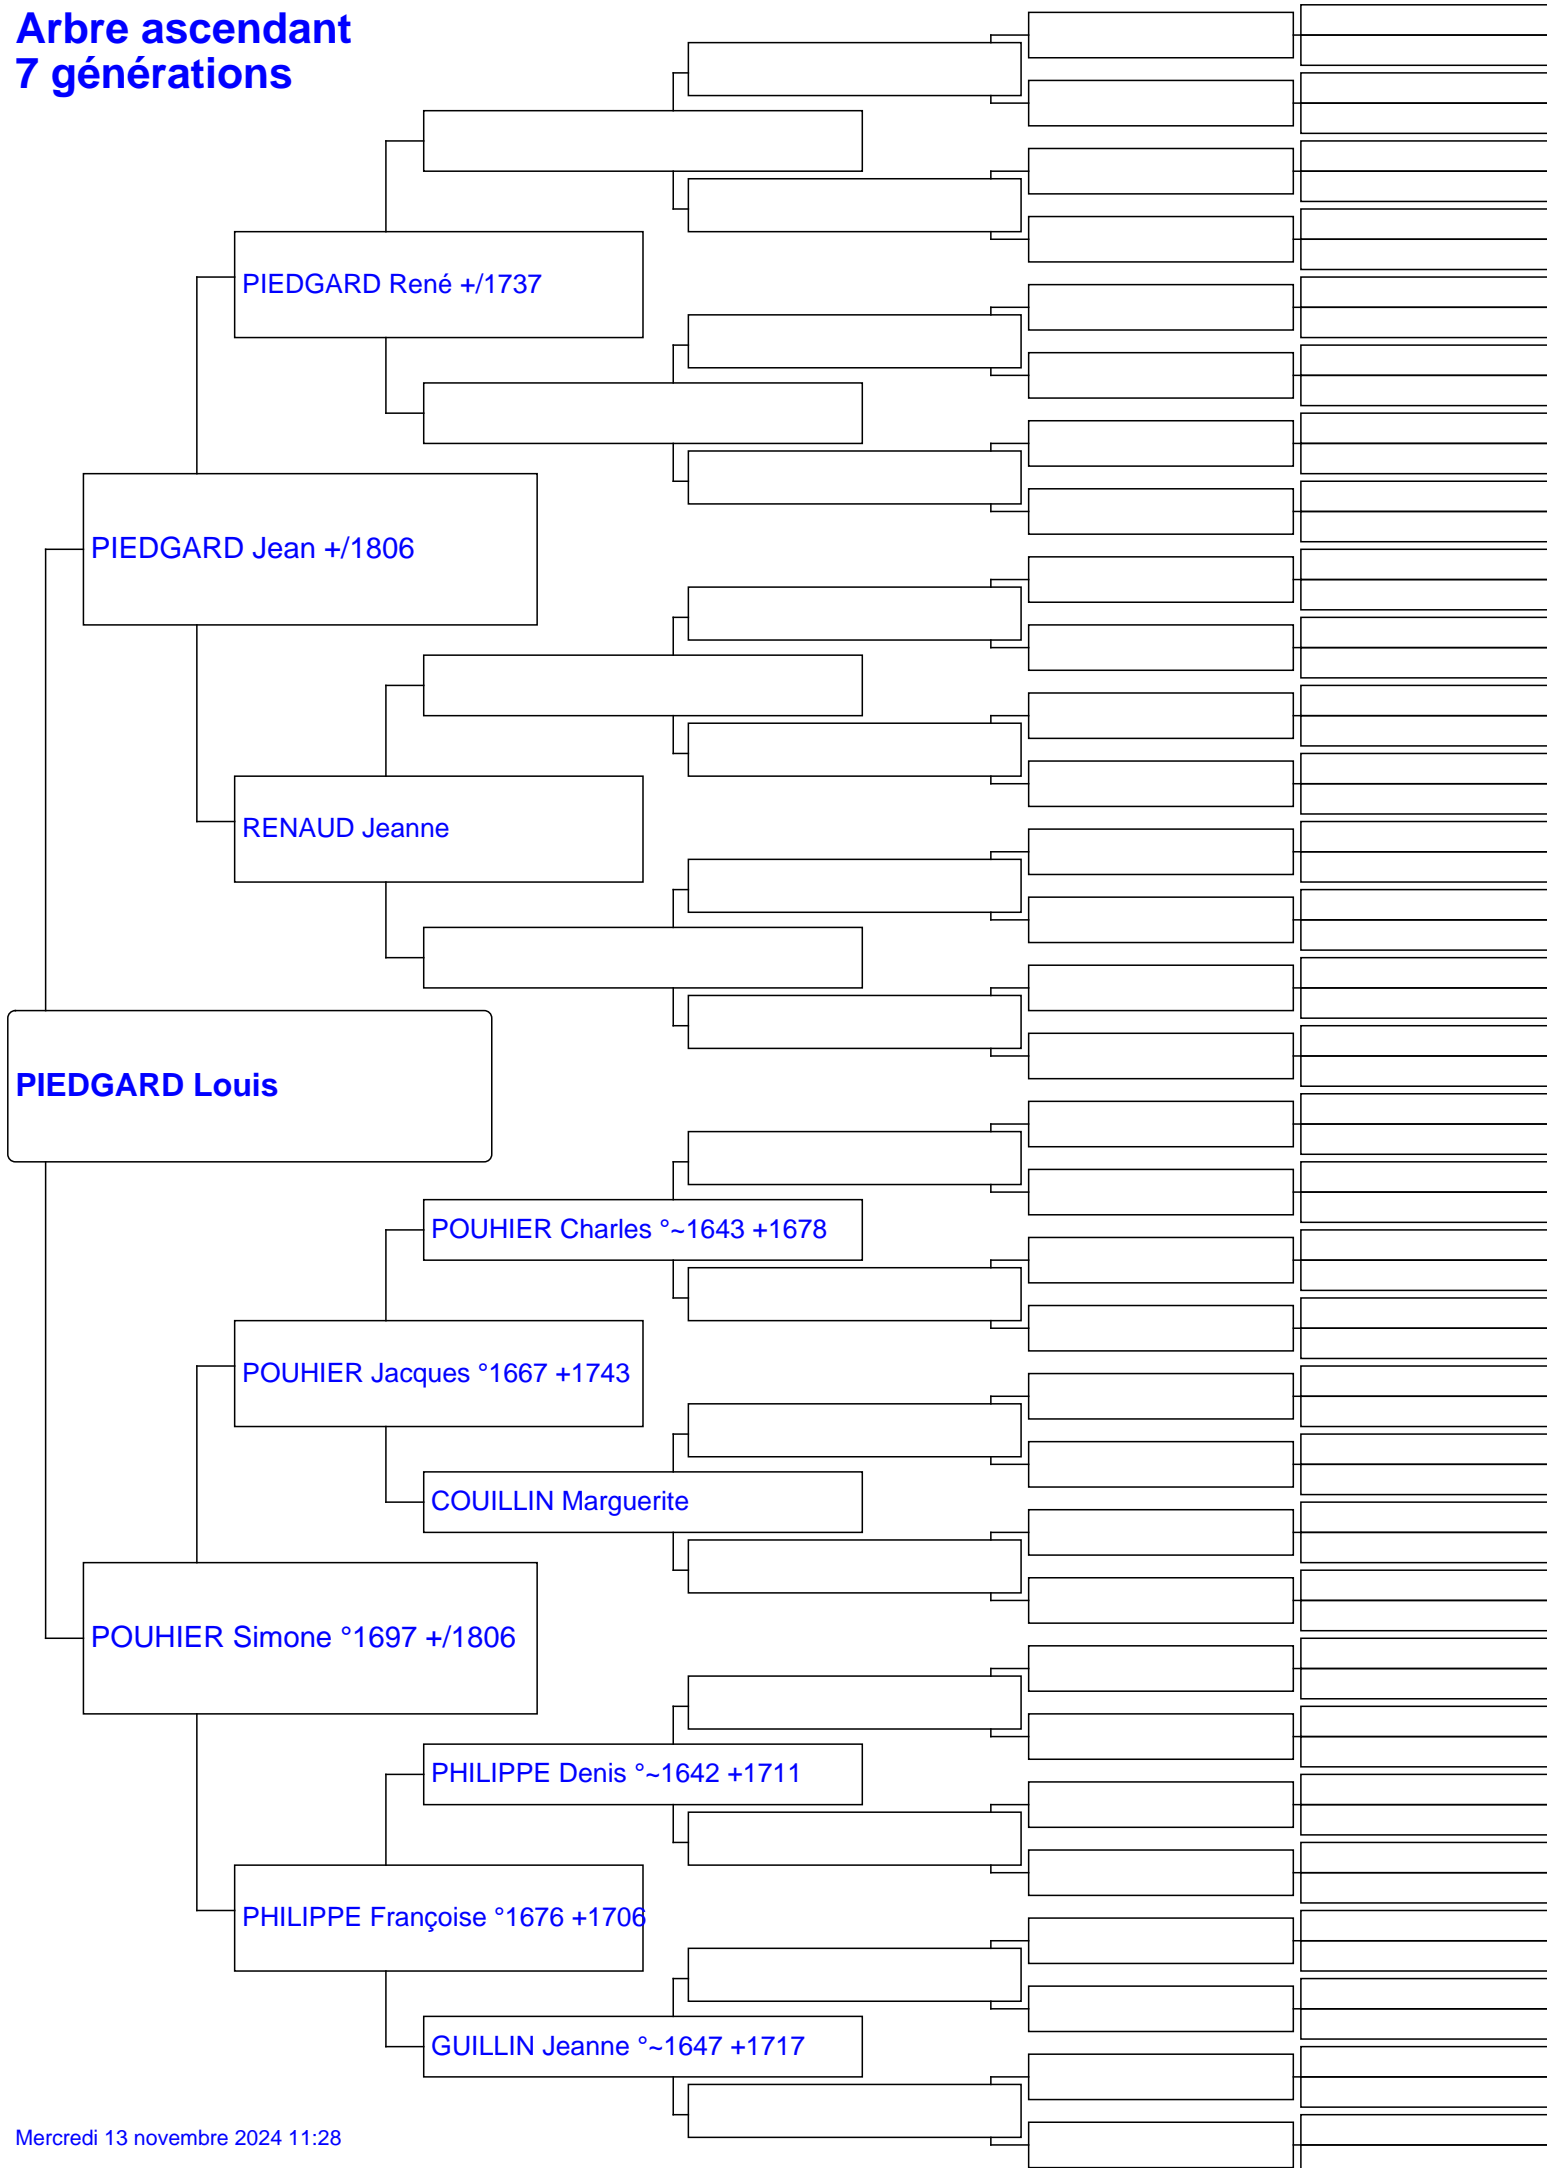 Arbre ascendant
7 générations
PIEDGARD René +/1737
PIEDGARD Jean +/1806
RENAUD Jeanne
PIEDGARD Louis
POUHIER Charles °~1643 +1678
POUHIER Jacques °1667 +1743
COUILLIN Marguerite
POUHIER Simone °1697 +/1806
PHILIPPE Denis °~1642 +1711
PHILIPPE Françoise °1676 +1706
GUILLIN Jeanne °~1647 +1717
Mercredi 13 novembre 2024 11:28